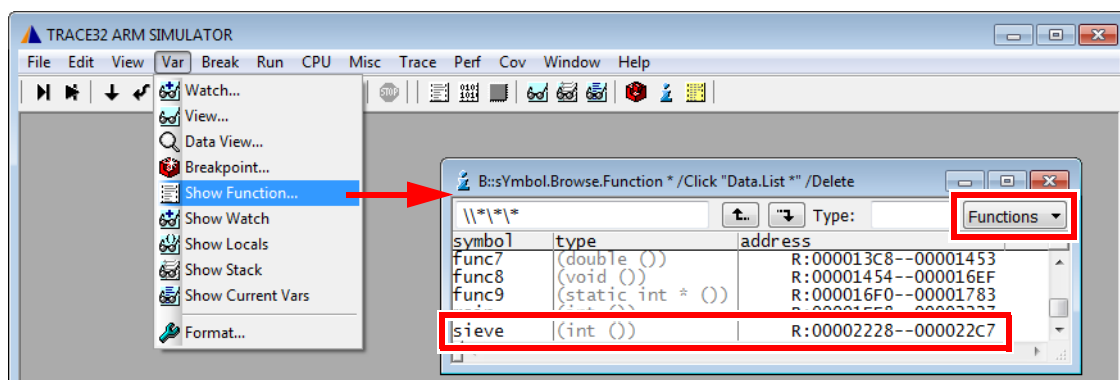 TRACE32 ARM SIMULATOR
File Edit View Var Break Run CPU Misc Trace Perf Cov Window Help
STOP
Watch...
View...
Data View...
Breakpoint...
Show Function...
Show Watch
Show Locals
Show Stack
Show Current Vars
Format...
B::sYmbol.Browse.Function * /Click "Data.List *" /Delete
\\*\*\* t.. Type: Functions
symbol type address
func7 (double ()) R:000013C8--00001453
func8 (void ()) R:00001454--000016EF
func9 (static int * ()) R:000016F0--00001783
sieve (int ()) R:00002228--000022C7